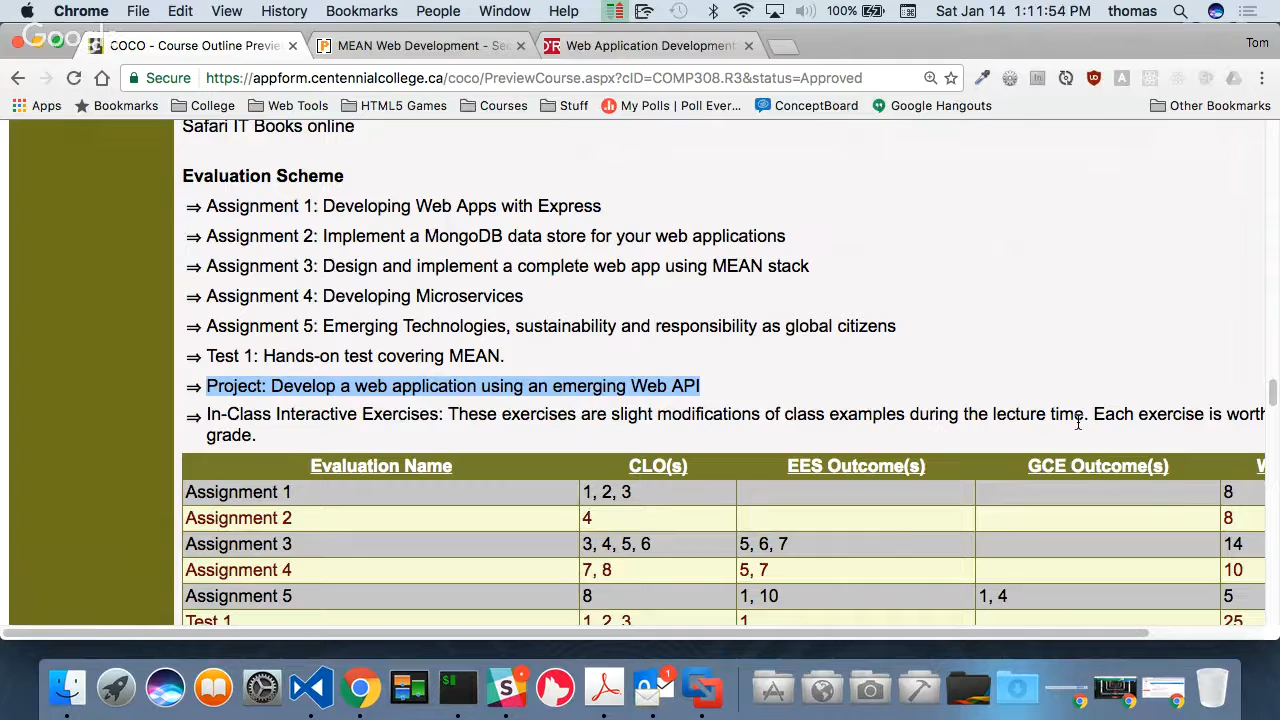 Chrome File Edit View History Bookmarks People Window Help 100% Sat Jan 14 1:11:54 PM thomas
Google
COCO - Course Outline Previe × MEAN Web Development - Sec × Web Application Development × Tom
Secure https://appform.centennialcollege.ca/coco/PreviewCourse.aspx?cID=COMP308.R3&status=Approved
Apps Bookmarks College Web Tools HTML5 Games Courses Stuff My Polls | Poll Ever... ConceptBoard Google Hangouts Other Bookmarks
Safari IT Books online
Evaluation Scheme
⇒ Assignment 1: Developing Web Apps with Express
⇒ Assignment 2: Implement a MongoDB data store for your web applications
⇒ Assignment 3: Design and implement a complete web app using MEAN stack
⇒ Assignment 4: Developing Microservices
⇒ Assignment 5: Emerging Technologies, sustainability and responsibility as global citizens
⇒ Test 1: Hands-on test covering MEAN.
⇒ Project: Develop a web application using an emerging Web API
⇒ In-Class Interactive Exercises: These exercises are slight modifications of class examples during the lecture time. Each exercise is worth
grade.
Evaluation Name CLO(s) EES Outcome(s) GCE Outcome(s) W
Assignment 1 1, 2, 3 8
Assignment 2 4 8
Assignment 3 3, 4, 5, 6 5, 6, 7 14
Assignment 4 7, 8 5, 7 10
Assignment 5 8 1, 10 1, 4 5
Test 1 1, 2, 3 1 25